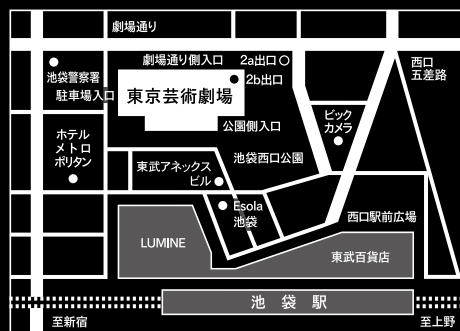 劇場通り
劇場通り側入口
2a出口
2b出口
西口
五差路
池袋警察署
駐車場入口
東京芸術劇場
公園側入口
ビック
カメラ
ホテル
メトロ
ポリタン
池袋西口公園
東武アネックス
ビル
Esola
池袋
西口駅前広場
LUMINE
東武百貨店
池袋駅
至新宿
至上野